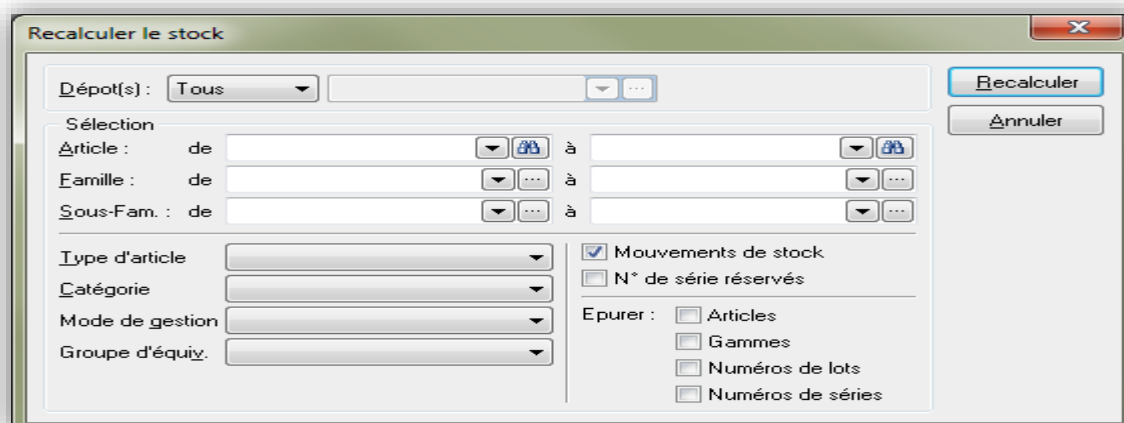 Recalculer le stock
Dépot(s) : Tous
Recalculer
Annuler
Sélection
Article : de à
Famille : de à
Sous-Fam. : de à
Type d'article
Catégorie
Mode de gestion
Groupe d'équiv.
Mouvements de stock
N° de série réservés
Epurer : Articles
Gammes
Numéros de lots
Numéros de séries